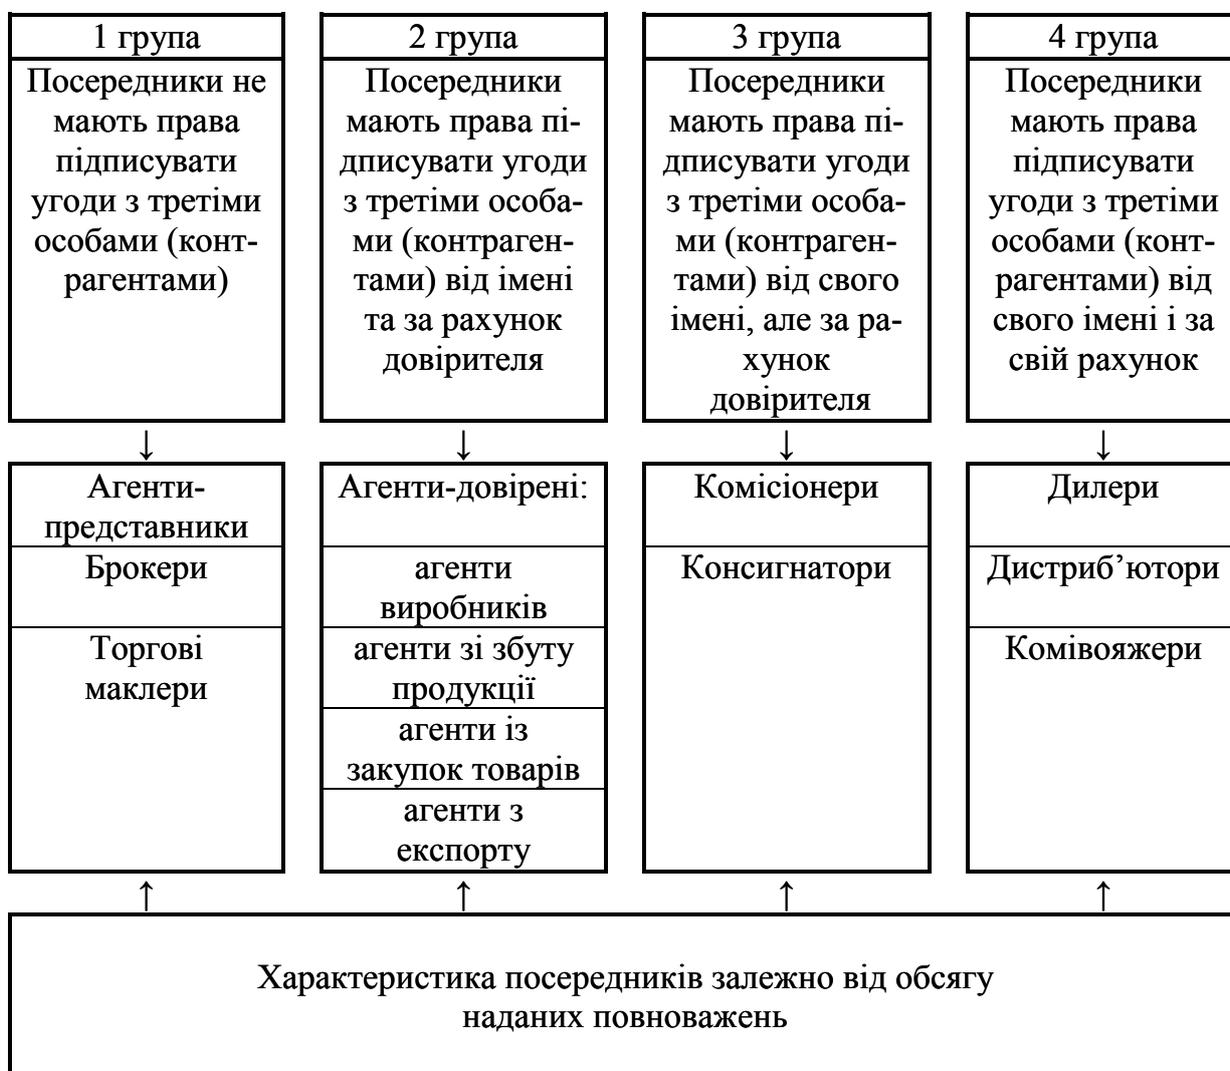 1 група
Посередники не
мають права
підписувати
угоди з третіми
особами (конт-
рагентами)
2 група
Посередники
мають права пі-
дписувати угоди
з третіми особа-
ми (контраген-
тами) від імені
та за рахунок
довірителя
3 група
Посередники
мають права пі-
дписувати угоди
з третіми особа-
ми (контраген-
тами) від свого
імені, але за ра-
хунок
довірителя
4 група
Посередники
мають права
підписувати
угоди з третіми
особами (конт-
рагентами) від
свого імені і за
свій рахунок
Агенти-
представники
Брокери
Торгові
маклери
Агенти-довірені:
агенти
виробників
агенти зі збуту
продукції
агенти із
закупок товарів
агенти з
експорту
Комісіонери
Консигнатори
Дилери
Дистриб’ютори
Комівояжери
Характеристика посередників залежно від обсягу
наданих повноважень